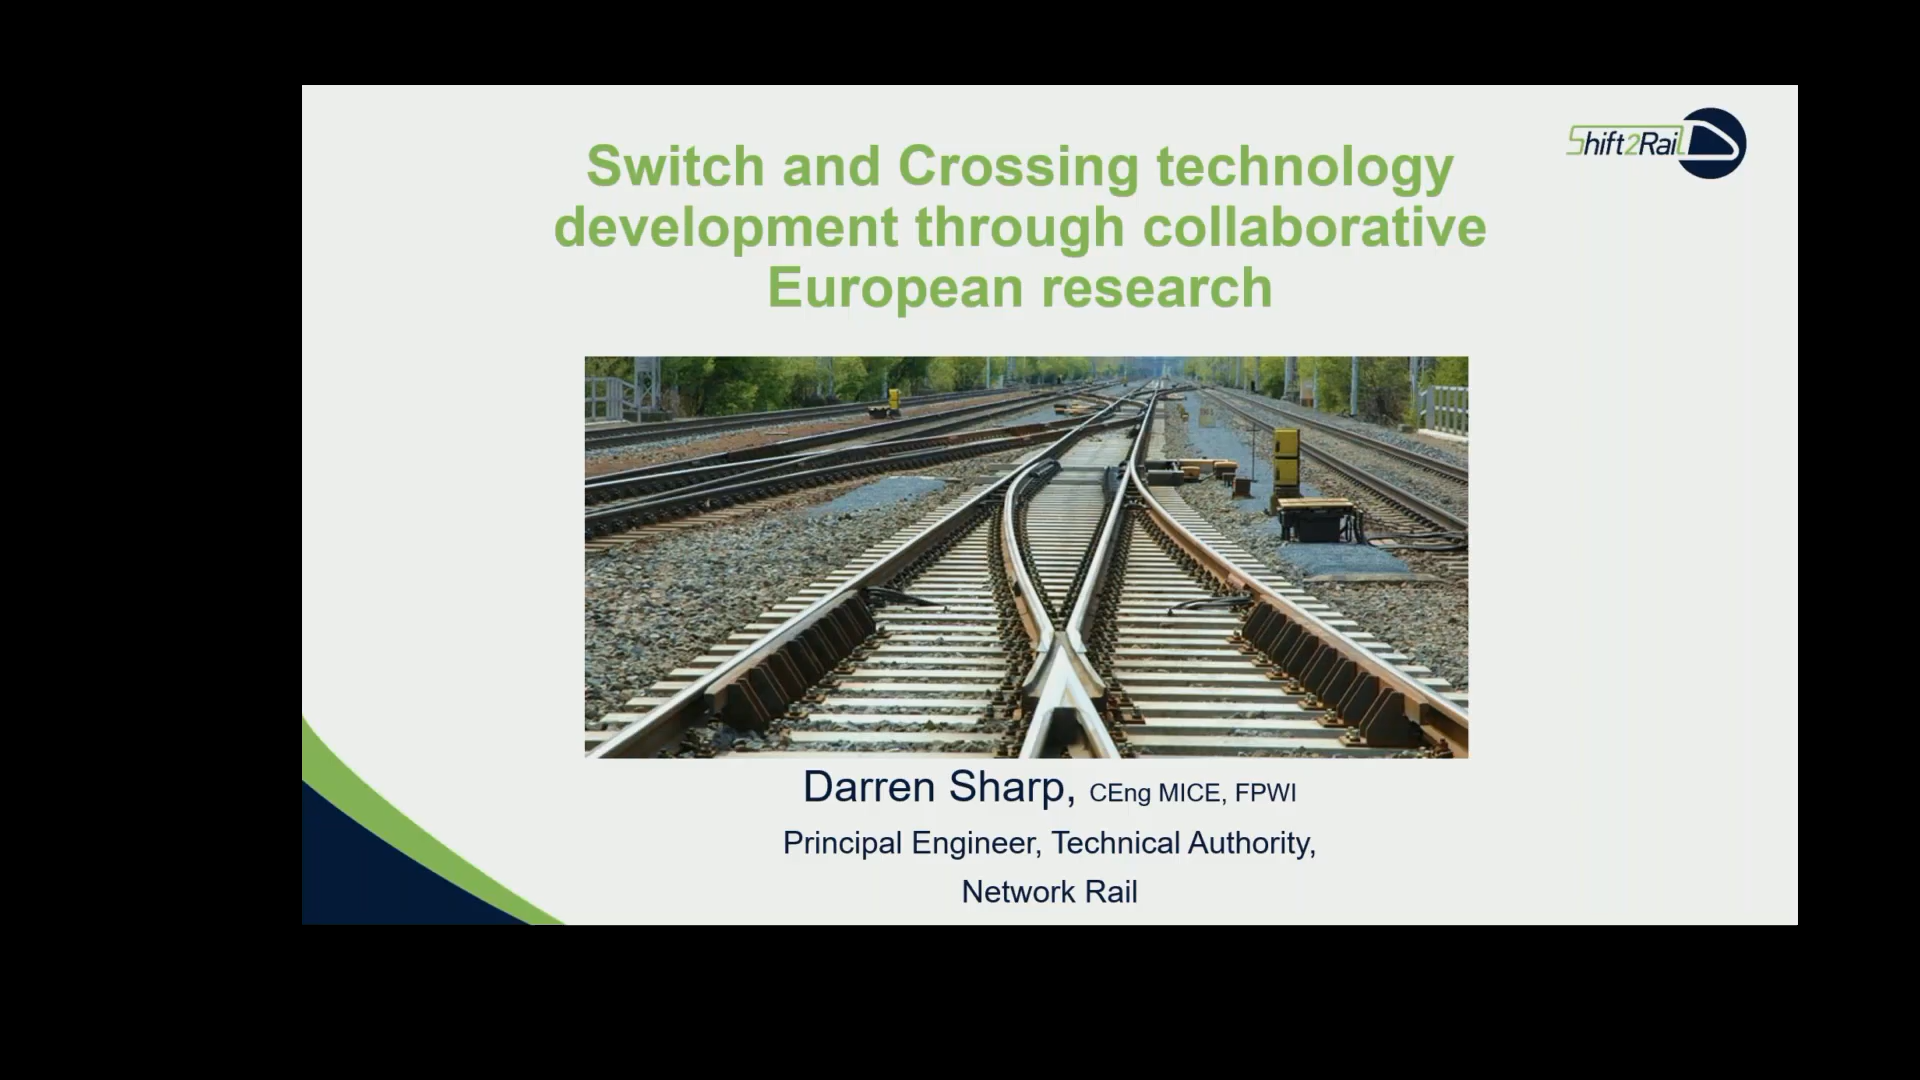 Shift2Rail
Switch and Crossing technology
development through collaborative
European research
Darren Sharp, CEng MICE, FPWI
Principal Engineer, Technical Authority,
Network Rail